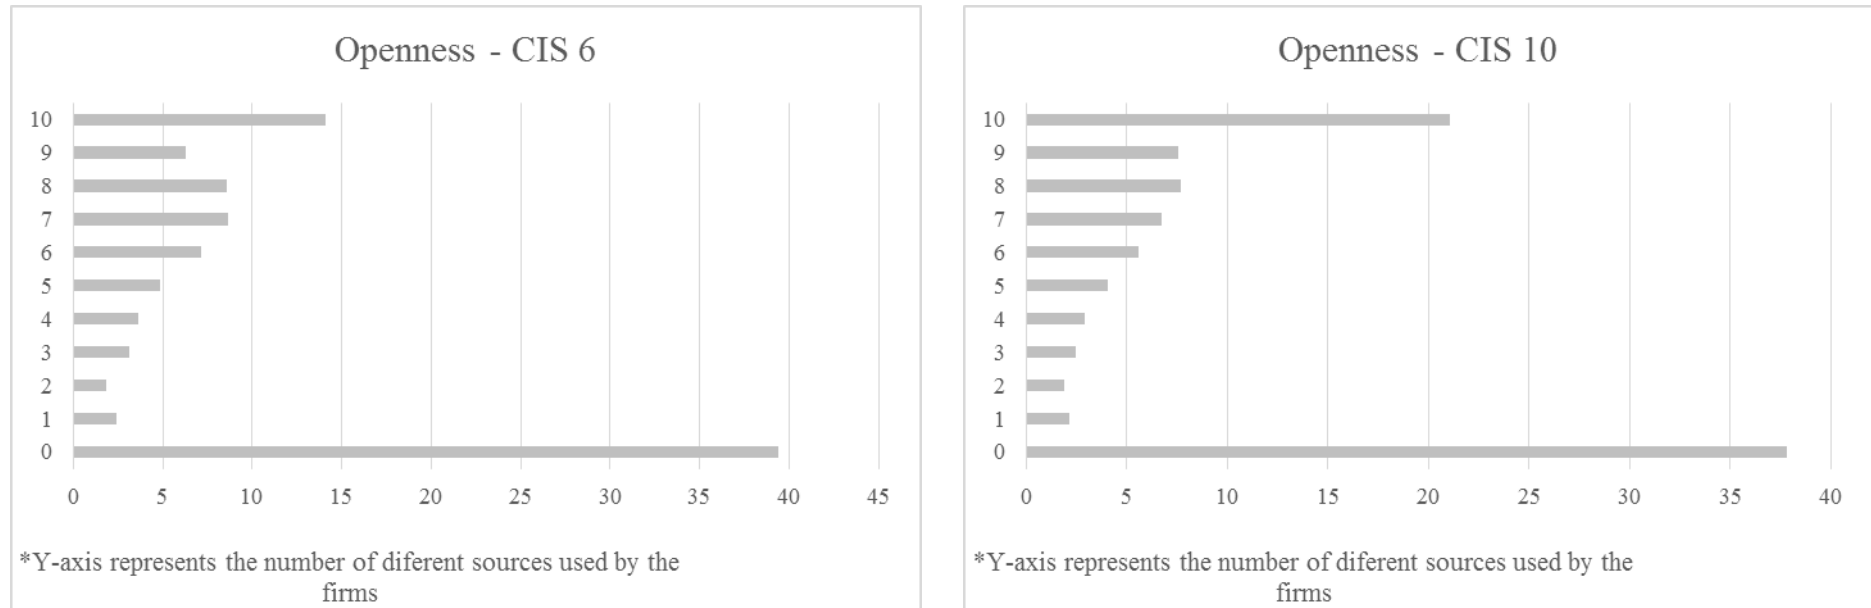 Openness - CIS 6
10
9
8
7
6
5
4
3
2
1
0
0 5 10 15 20 25 30 35 40 45
*Y-axis represents the number of diferent sources used by the
firms
Openness - CIS 10
10
9
8
7
6
5
4
3
2
1
0
0 5 10 15 20 25 30 35 40
*Y-axis represents the number of diferent sources used by the
firms